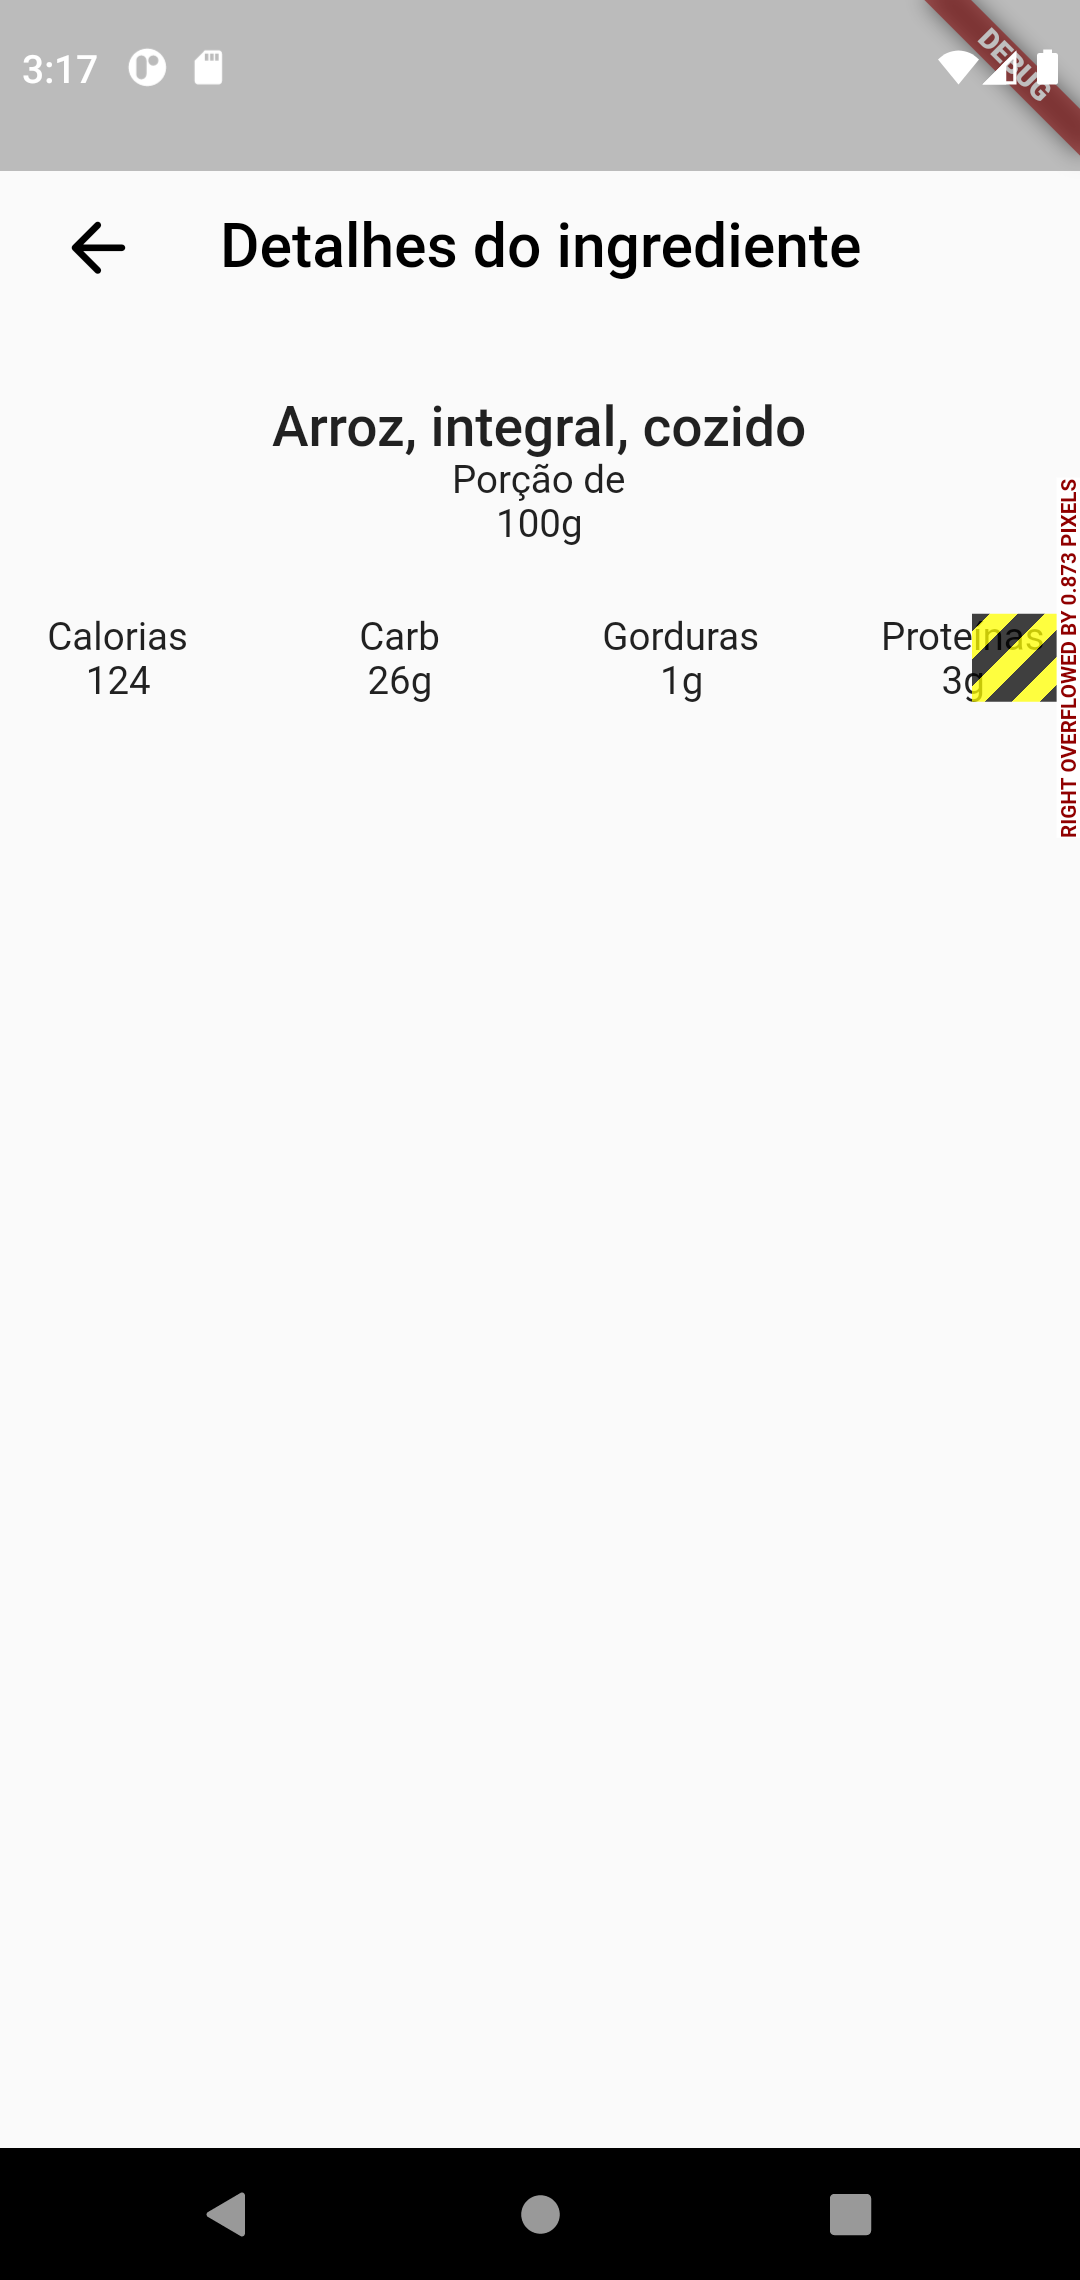 3:17
DEBUG
Detalhes do ingrediente
Arroz, integral, cozido
Porção de
100g
Calorias Carb Gorduras Proteínas
124 26g 1g 3g
RIGHT OVERFLOWED BY 0.873 PIXELS